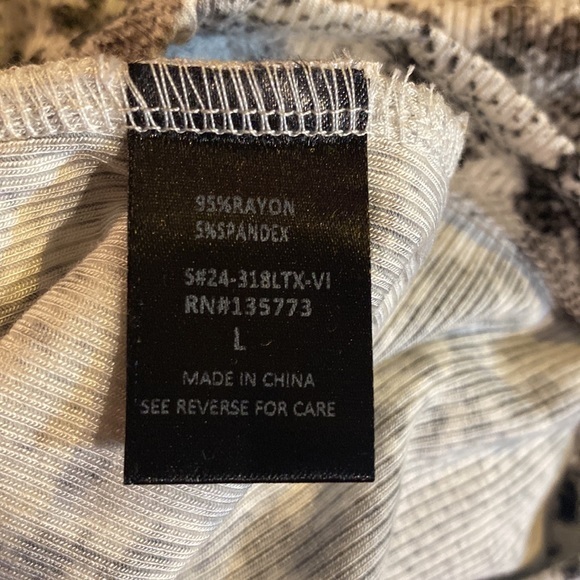 95%RAYON
5%SPANDEX
S#24-318LTX-VI
RN#135773
L
MADE IN CHINA
SEE REVERSE FOR CARE